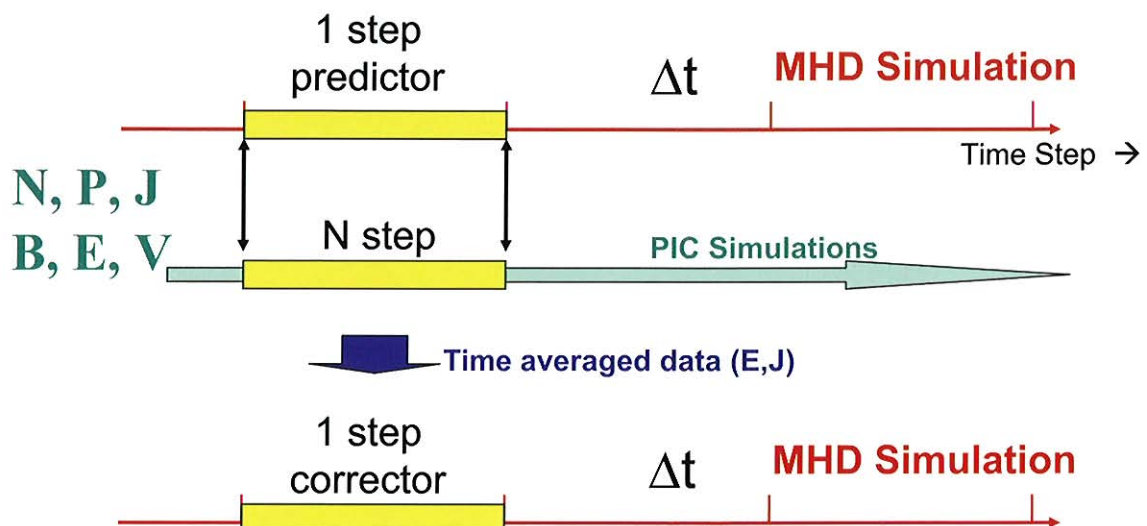 1 step
predictor
Δt
MHD Simulation
Time Step →
N, P, J
B, E, V
N step
PIC Simulations
Time averaged data (E,J)
1 step
corrector
Δt
MHD Simulation